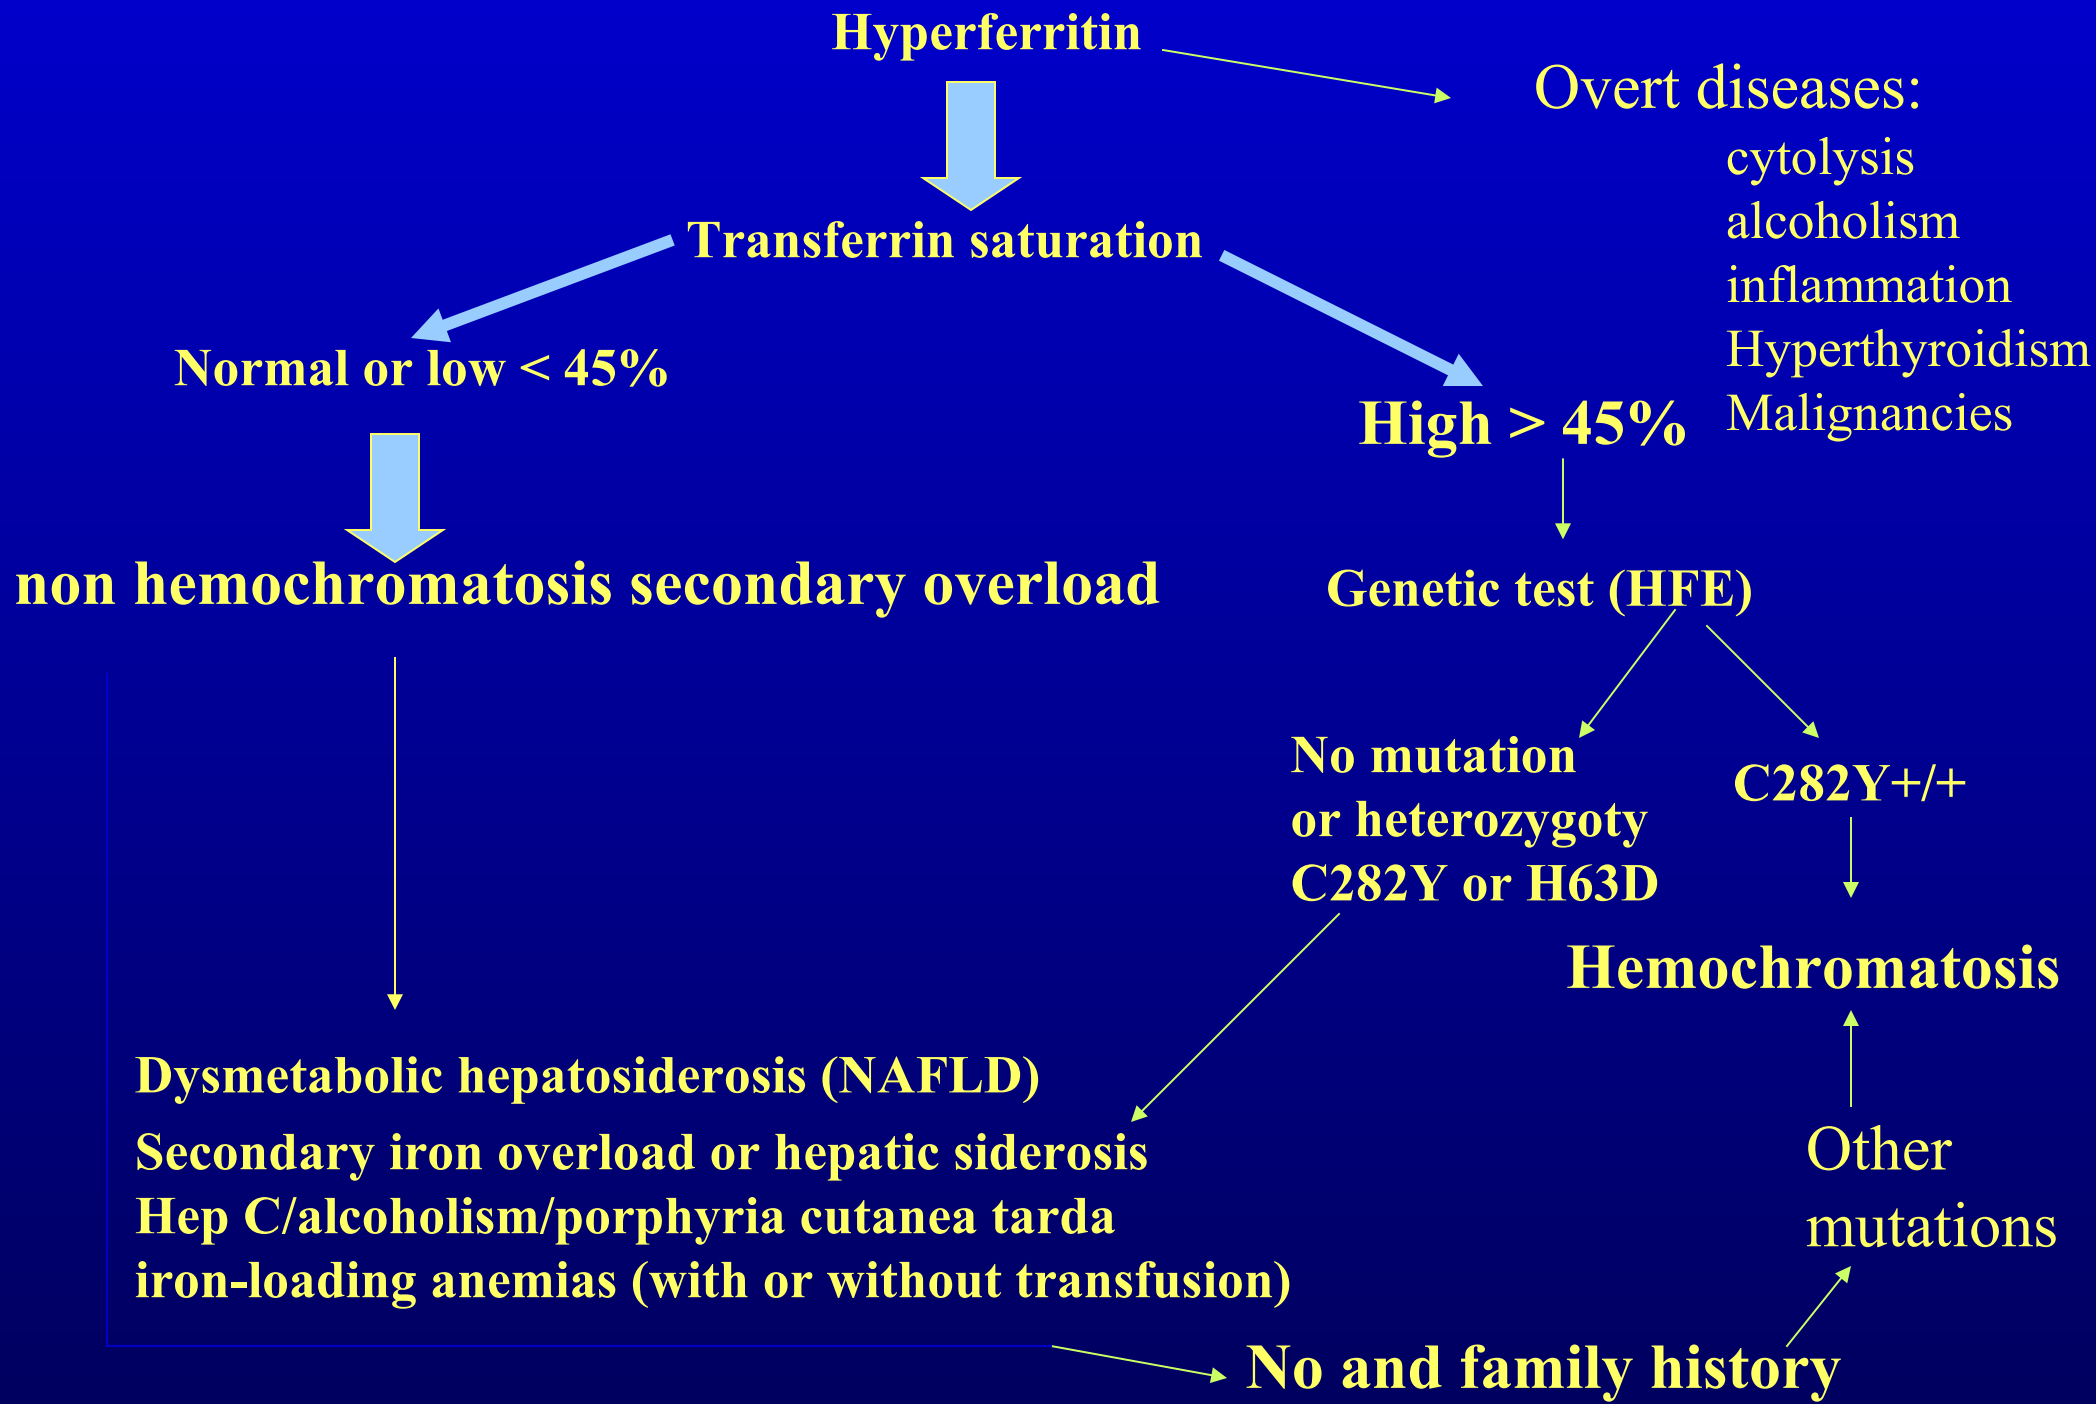 Hyperferritin
Overt diseases:
cytolysis
alcoholism
inflammation
Hyperthyroidism
Malignancies
Transferrin saturation
Normal or low < 45%
High > 45%
non hemochromatosis secondary overload
Genetic test (HFE)
No mutation
or heterozygoty
C282Y or H63D
C282Y+/+
Hemochromatosis
Dysmetabolic hepatosiderosis (NAFLD)
Secondary iron overload or hepatic siderosis
Hep C/alcoholism/porphyria cutanea tarda
iron-loading anemias (with or without transfusion)
Other
mutations
No and family history